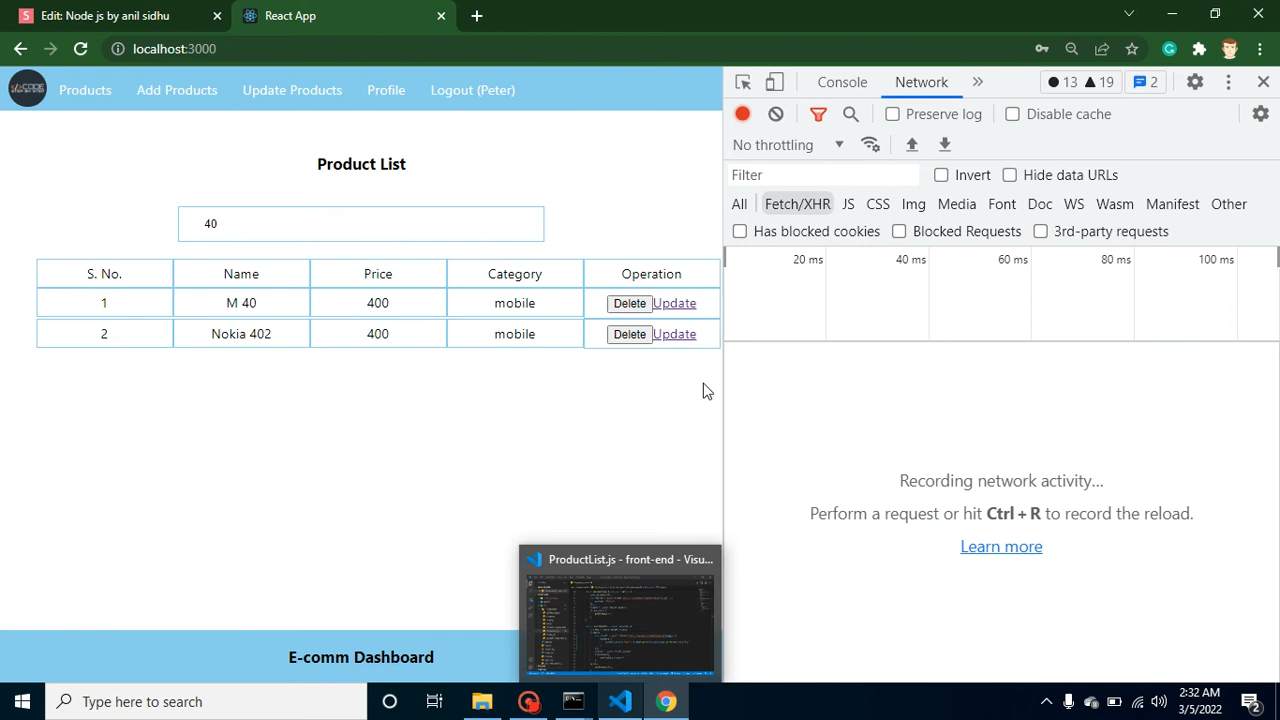 Edit: Node js by anil sidhu
React App
localhost:3000
Products Add Products Update Products Profile Logout (Peter)
Product List
40
S. No. Name Price Category Operation
1 M 40 400 mobile Delete Update
2 Nokia 402 400 mobile Delete Update
E-comm Dashboard
Console Network 13 19 2
Preserve log Disable cache
No throttling
Filter Invert Hide data URLs
All Fetch/XHR JS CSS Img Media Font Doc WS Wasm Manifest Other
Has blocked cookies Blocked Requests 3rd-party requests
20 ms 40 ms 60 ms 80 ms 100 ms
Recording network activity...
Perform a request or hit Ctrl + R to record the reload.
Learn more
ProductList.js - front-end - Visu...
Type here to search
2:32 AM
3/5/2022
2